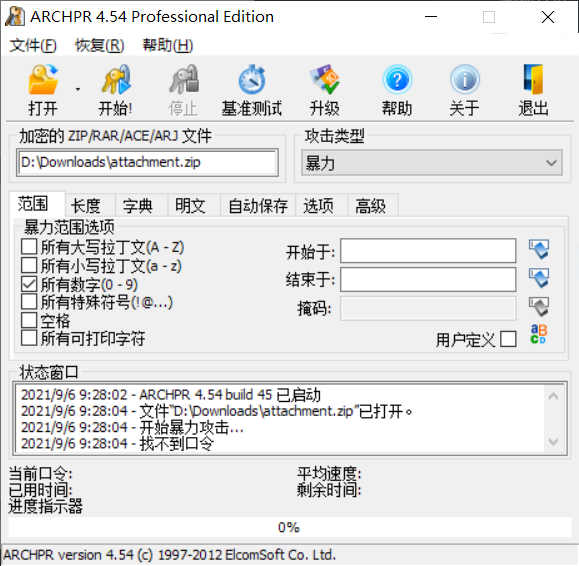 ARCHPR 4.54 Professional Edition
文件(F) 恢复(R) 帮助(H)
打开 开始! 停止 基准测试 升级 帮助 关于 退出
加密的 ZIP/RAR/ACE/ARJ 文件 攻击类型
D:\Downloads\attachment.zip 暴力
范围 长度 字典 明文 自动保存 选项 高级
暴力范围选项
所有大写拉丁文(A - Z)
所有小写拉丁文(a - z)
所有数字(0 - 9)
所有特殊符号(!@...)
空格
所有可打印字符
开始于:
结束于:
掩码:
用户定义
状态窗口
2021/9/6 9:28:02 - ARCHPR 4.54 build 45 已启动
2021/9/6 9:28:04 - 文件“D:\Downloads\attachment.zip”已打开。
2021/9/6 9:28:04 - 开始暴力攻击...
2021/9/6 9:28:04 - 找不到口令
当前口令: 平均速度:
已用时间: 剩余时间:
进度指示器
0%
ARCHPR version 4.54 (c) 1997-2012 ElcomSoft Co. Ltd.